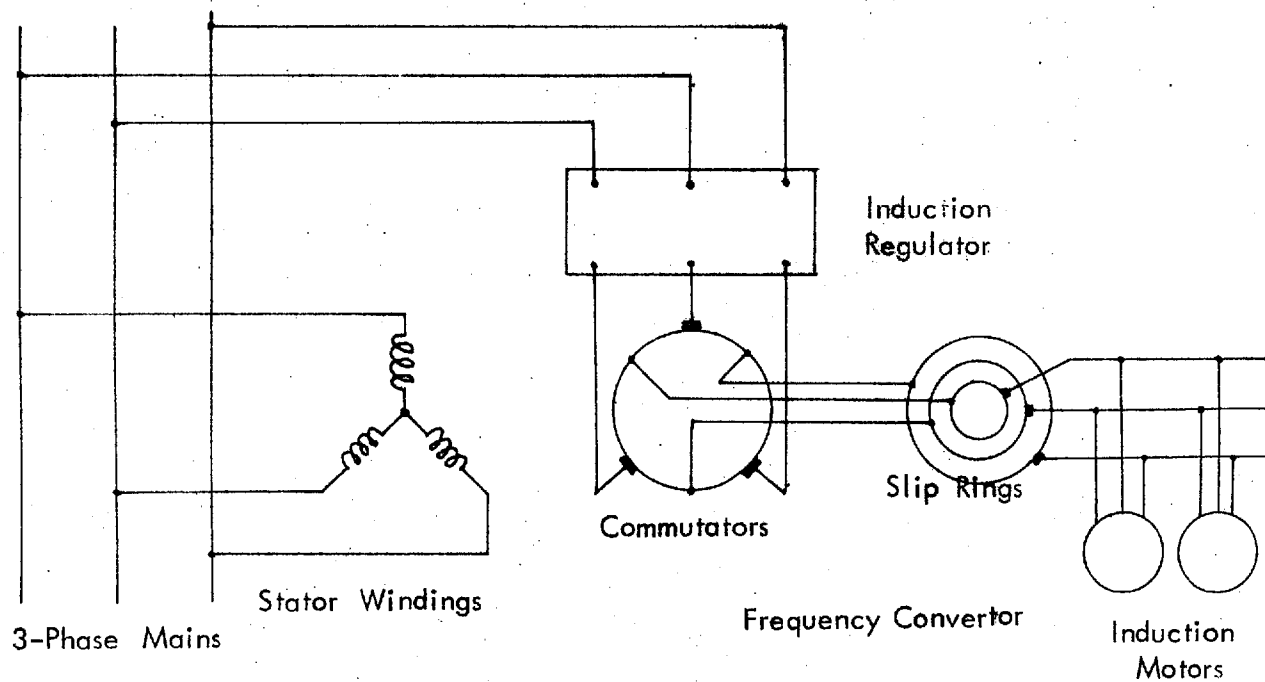 Induction
Regulator
Slip Rings
Commutators
Stator Windings
Frequency Convertor
3-Phase Mains
Induction
Motors